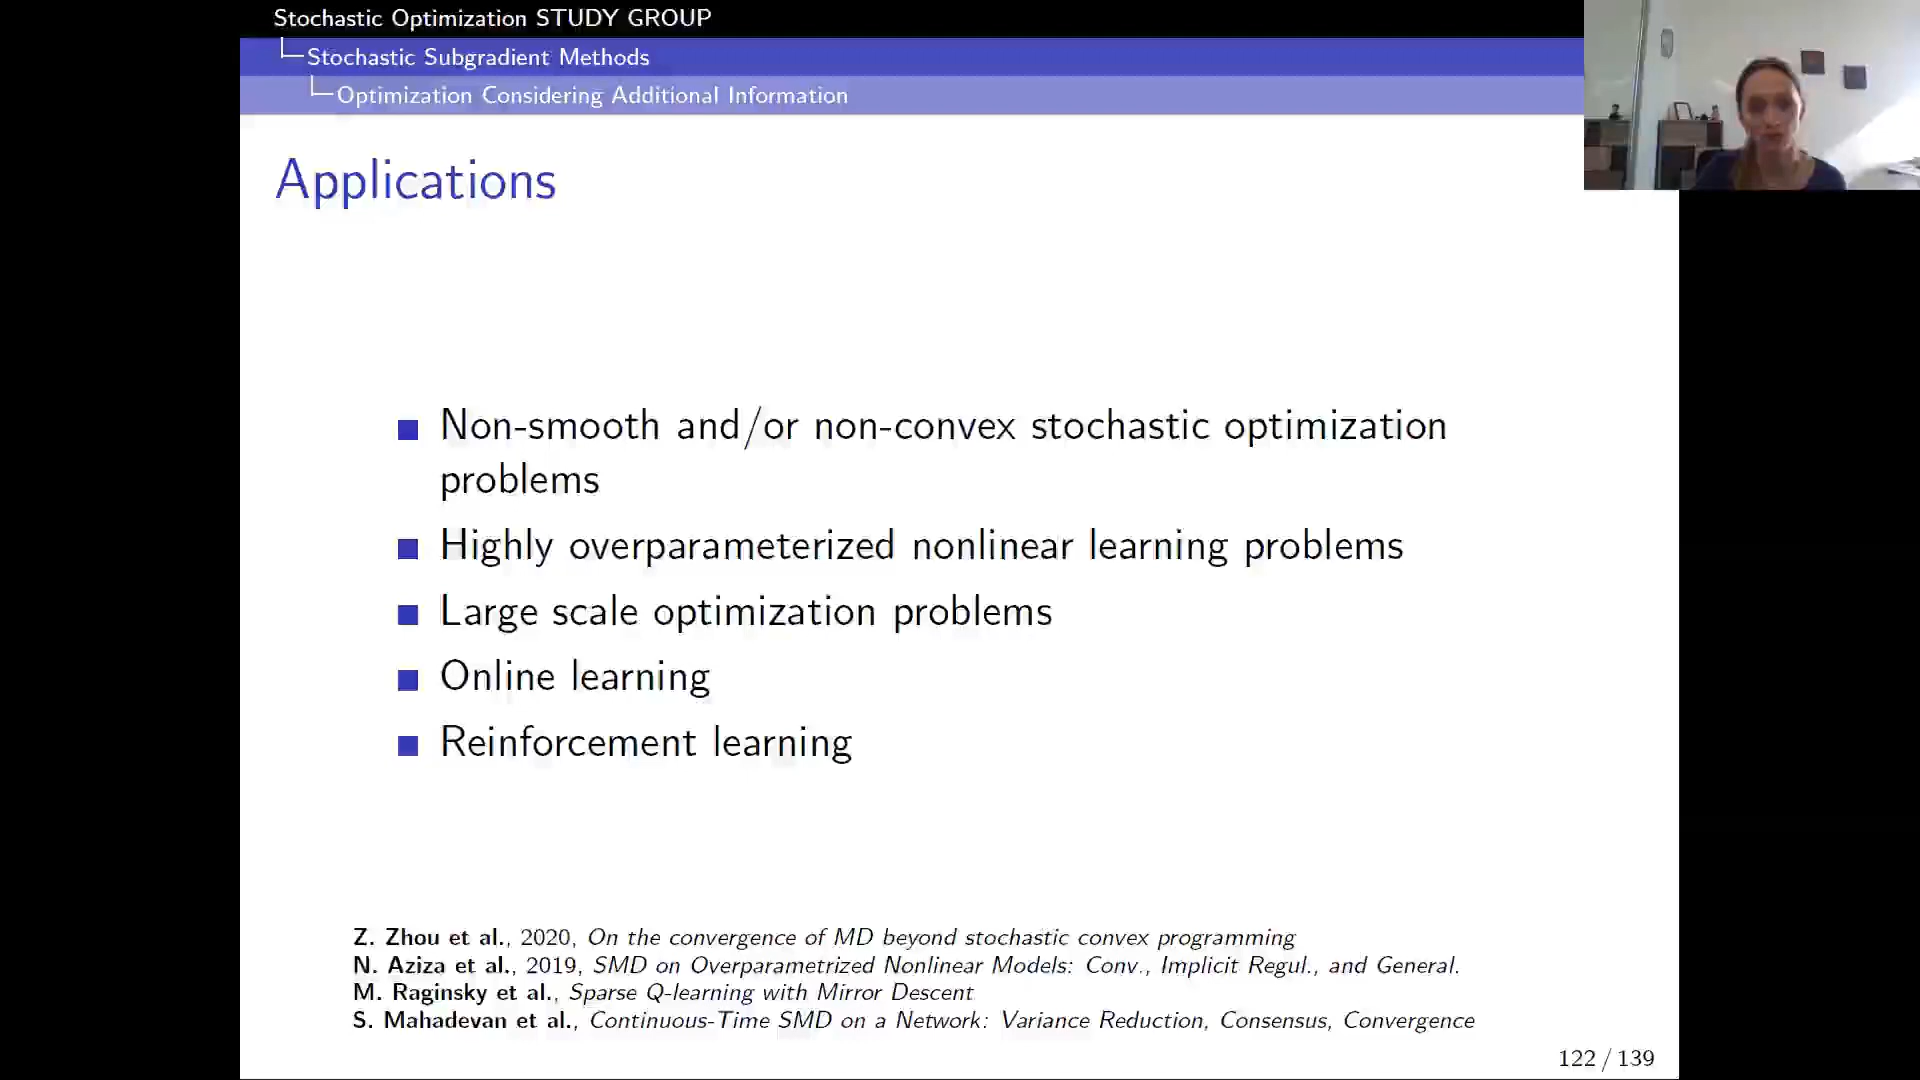 Stochastic Optimization STUDY GROUP
Stochastic Subgradient Methods
Optimization Considering Additional Information
Applications
Non-smooth and/or non-convex stochastic optimization
problems
Highly overparameterized nonlinear learning problems
Large scale optimization problems
Online learning
Reinforcement learning
Z. Zhou et al., 2020, On the convergence of MD beyond stochastic convex programming
N. Aziza et al., 2019, SMD on Overparametrized Nonlinear Models: Conv., Implicit Regul., and General.
M. Raginsky et al., Sparse Q-learning with Mirror Descent
S. Mahadevan et al., Continuous-Time SMD on a Network: Variance Reduction, Consensus, Convergence
122 / 139